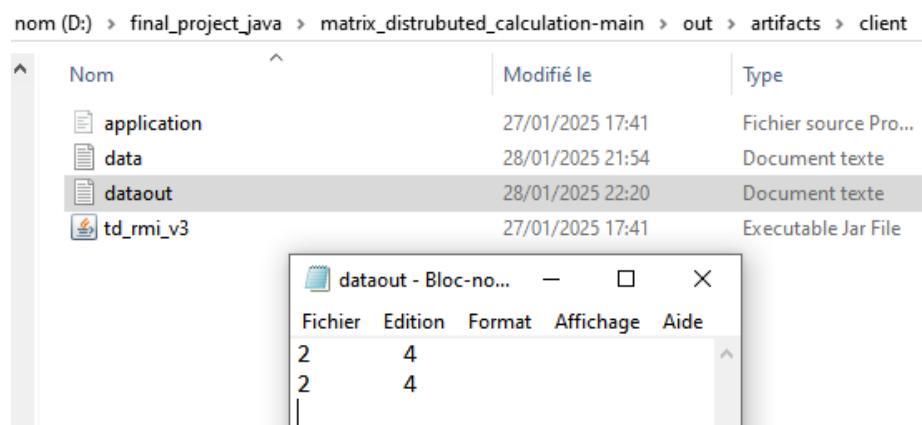 nom (D:) > final_project_java > matrix_distrubuted_calculation-main > out > artifacts > client
Nom Modifié le Type
application 27/01/2025 17:41 Fichier source Pro...
data 28/01/2025 21:54 Document texte
dataout 28/01/2025 22:20 Document texte
td_rmi_v3 27/01/2025 17:41 Executable Jar File
dataout - Bloc-no...
Fichier Edition Format Affichage Aide
2 4
2 4